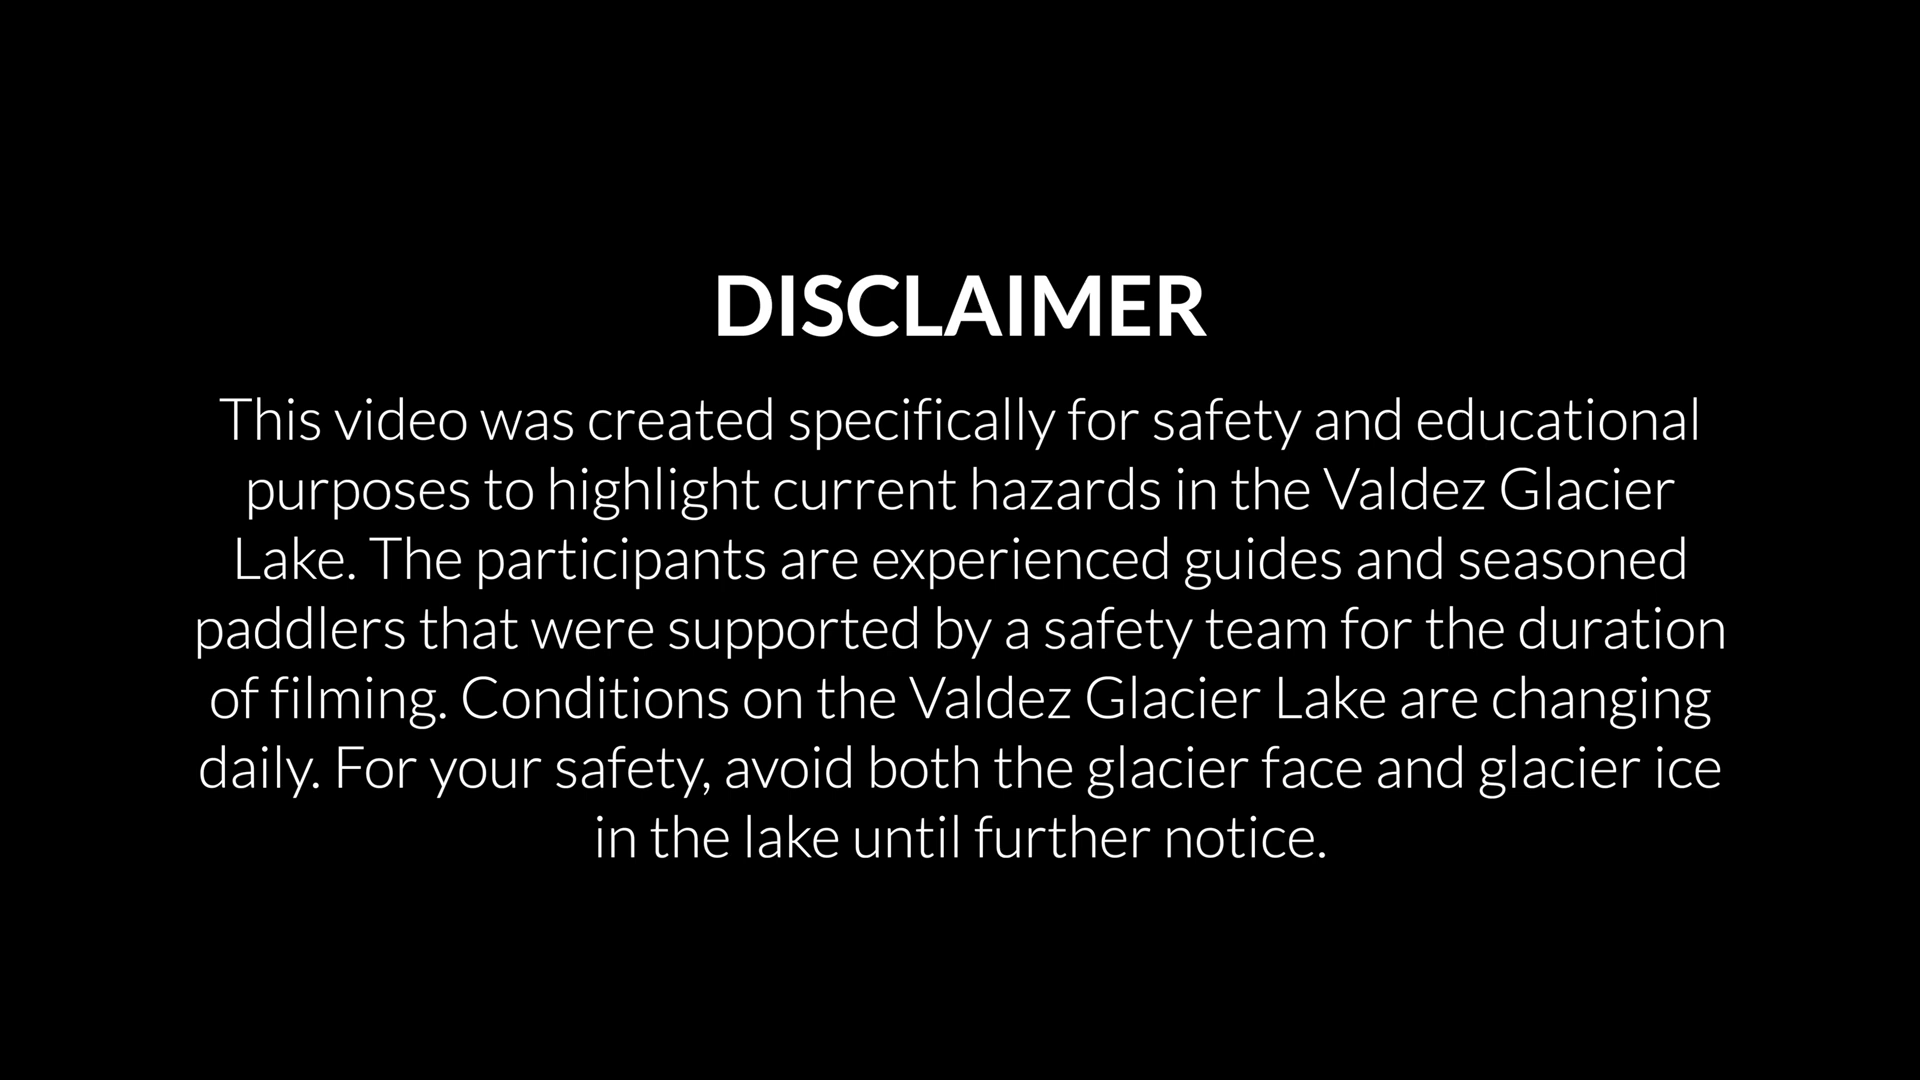 DISCLAIMER
This video was created specifically for safety and educational
purposes to highlight current hazards in the Valdez Glacier
Lake. The participants are experienced guides and seasoned
paddlers that were supported by a safety team for the duration
of filming. Conditions on the Valdez Glacier Lake are changing
daily. For your safety, avoid both the glacier face and glacier ice
in the lake until further notice.